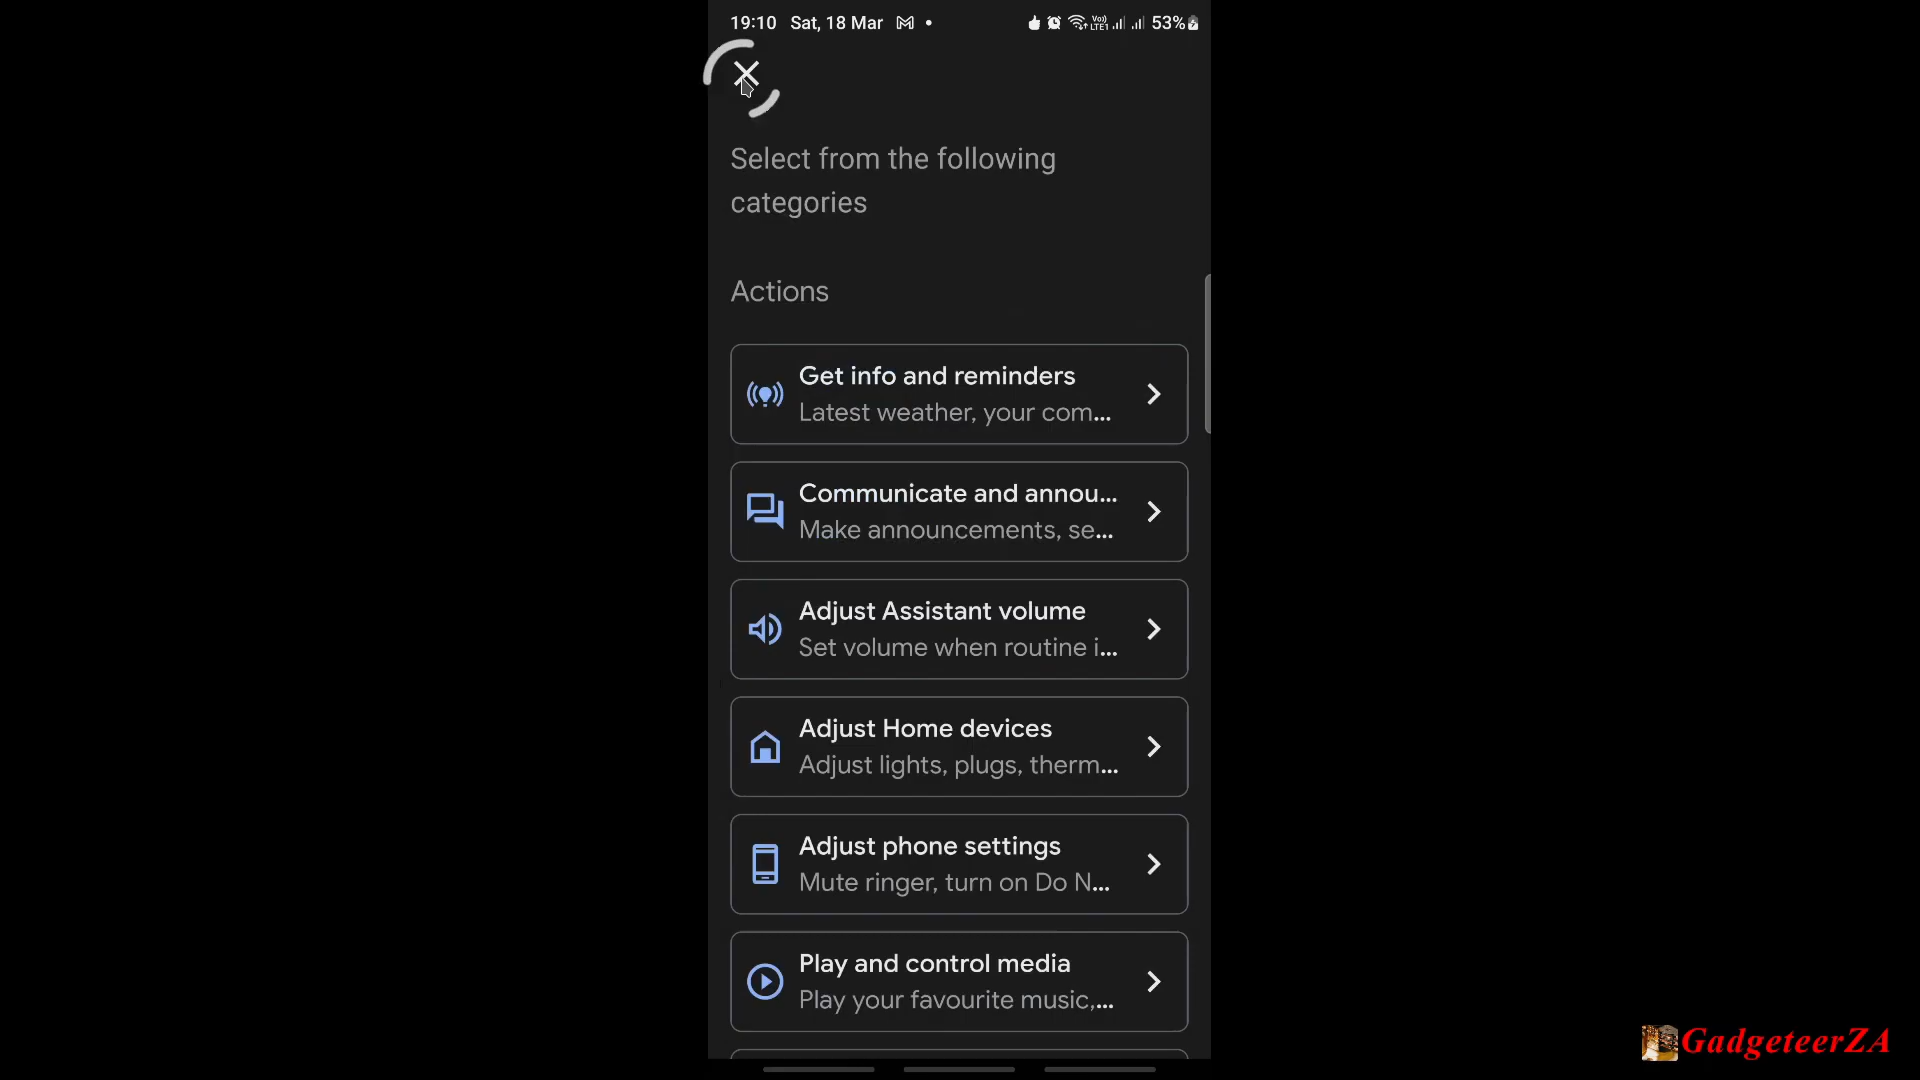 19:10 Sat, 18 Mar
53%
Select from the following
categories
Actions
Get info and reminders
Latest weather, your com...
Communicate and annou...
Make announcements, se...
Adjust Assistant volume
Set volume when routine i...
Adjust Home devices
Adjust lights, plugs, therm...
Adjust phone settings
Mute ringer, turn on Do N...
Play and control media
Play your favourite music,...
GadgeteerZA